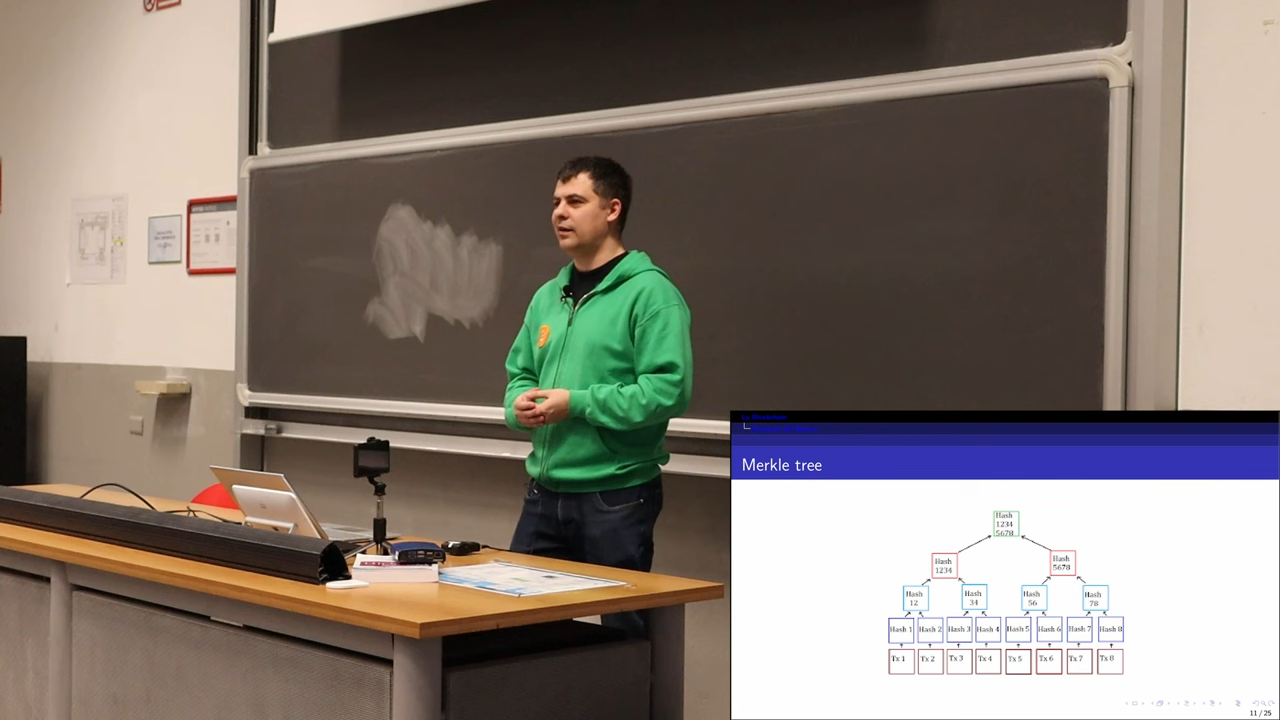 Merkle tree
Hash
1234
5678
Hash
1234
Hash
5678
Hash
12
Hash
34
Hash
56
Hash
78
Hash 1 Hash 2 Hash 3 Hash 4 Hash 5 Hash 6 Hash 7 Hash 8
Tx 1 Tx 2 Tx 3 Tx 4 Tx 5 Tx 6 Tx 7 Tx 8
11 / 25